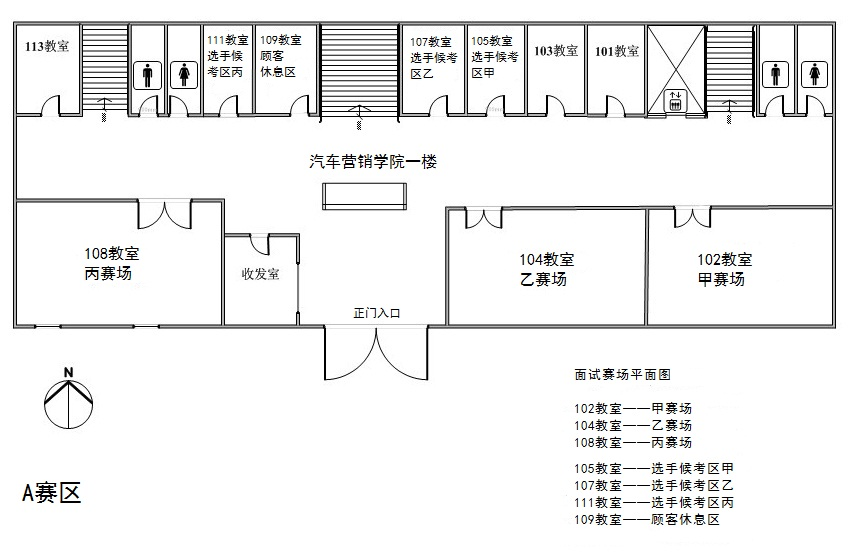 113教室
111教室
选手候
考区丙
109教室
顾客
休息区
107教室
选手候考
区乙
105教室
选手候考
区甲
103教室
101教室
汽车营销学院一楼
108教室
丙赛场
收发室
104教室
乙赛场
102教室
甲赛场
正门入口
N
A赛区
面试赛场平面图
102教室——甲赛场
104教室——乙赛场
108教室——丙赛场
105教室——选手候考区甲
107教室——选手候考区乙
111教室——选手候考区丙
109教室——顾客休息区